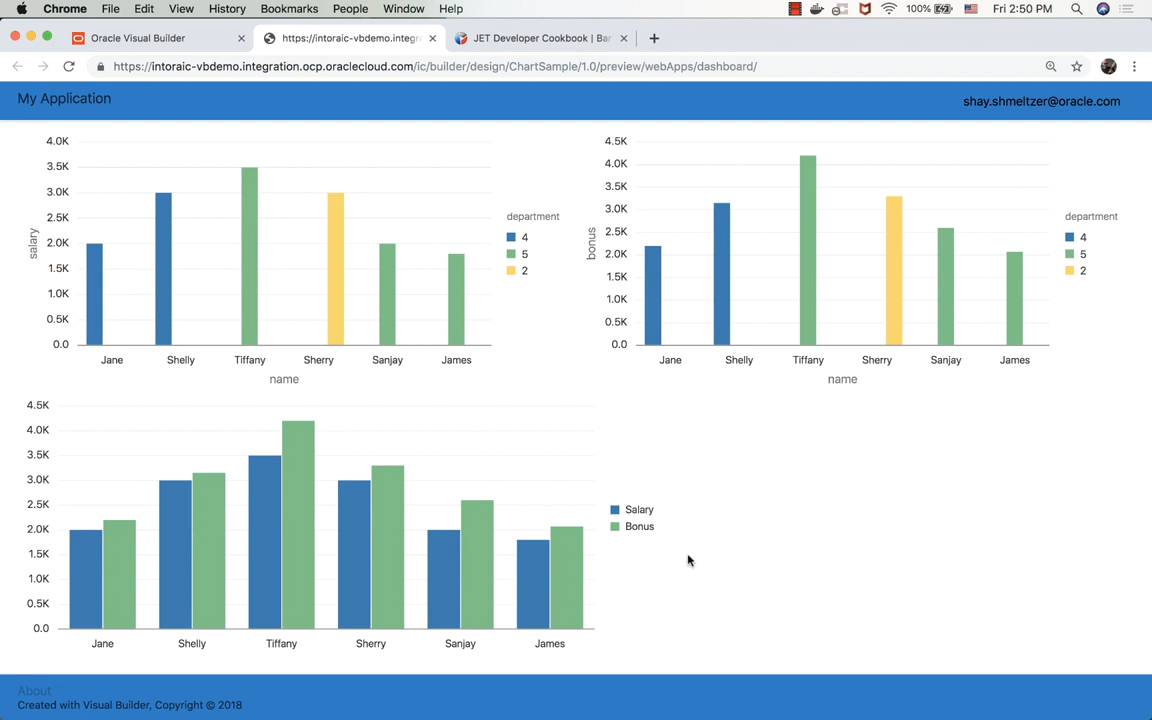 Chrome File Edit View History Bookmarks People Window Help 100% Fri 2:50 PM
Oracle Visual Builder × https://intoraic-vbdemo.integr × JET Developer Cookbook | Bar × +
https://intoraic-vbdemo.integration.ocp.oraclecloud.com/ic/builder/design/ChartSample/1.0/preview/webApps/dashboard/
My Application shay.shmeltzer@oracle.com
4.0K
3.5K
3.0K
2.5K
2.0K
1.5K
1.0K
0.5K
0.0
salary
Jane Shelly Tiffany Sherry Sanjay James
name
department
4
5
2
4.5K
4.0K
3.5K
3.0K
2.5K
2.0K
1.5K
1.0K
0.5K
0.0
bonus
Jane Shelly Tiffany Sherry Sanjay James
name
department
4
5
2
4.5K
4.0K
3.5K
3.0K
2.5K
2.0K
1.5K
1.0K
0.5K
0.0
Jane Shelly Tiffany Sherry Sanjay James
Salary
Bonus
About
Created with Visual Builder, Copyright © 2018